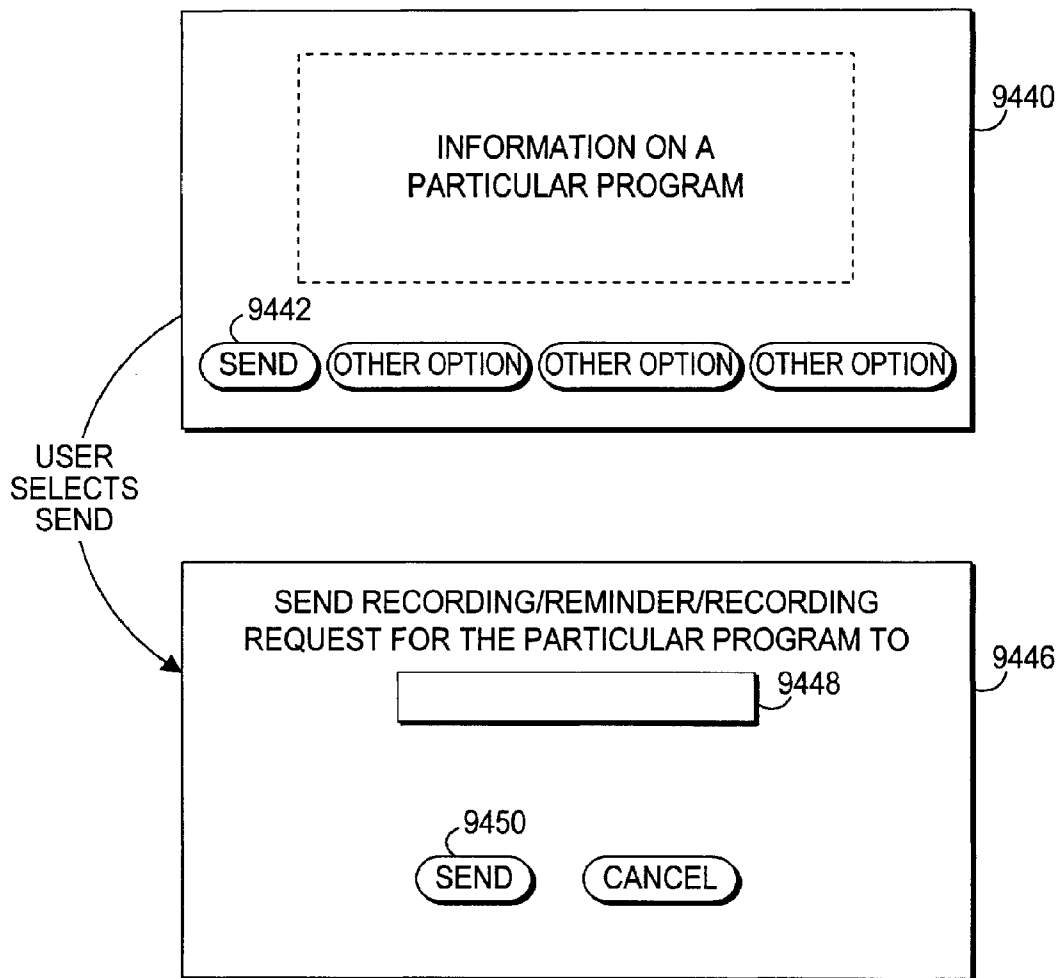 INFORMATION ON A
PARTICULAR PROGRAM
9440
9442
SEND
OTHER OPTION
OTHER OPTION
OTHER OPTION
USER
SELECTS
SEND
SEND RECORDING/REMINDER/RECORDING
REQUEST FOR THE PARTICULAR PROGRAM TO
9446
9448
9450
SEND
CANCEL